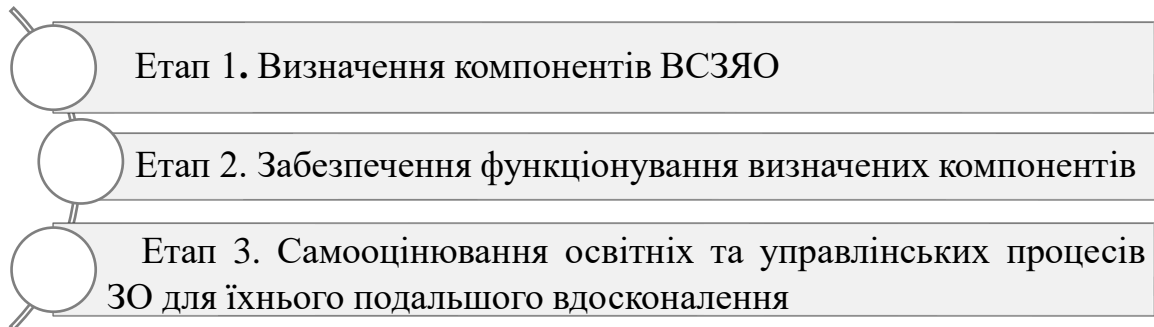 Етап 1. Визначення компонентів ВСЗЯО
Етап 2. Забезпечення функціонування визначених компонентів
Етап 3. Самооцінювання освітніх та управлінських процесів
ЗО для їхнього подальшого вдосконалення